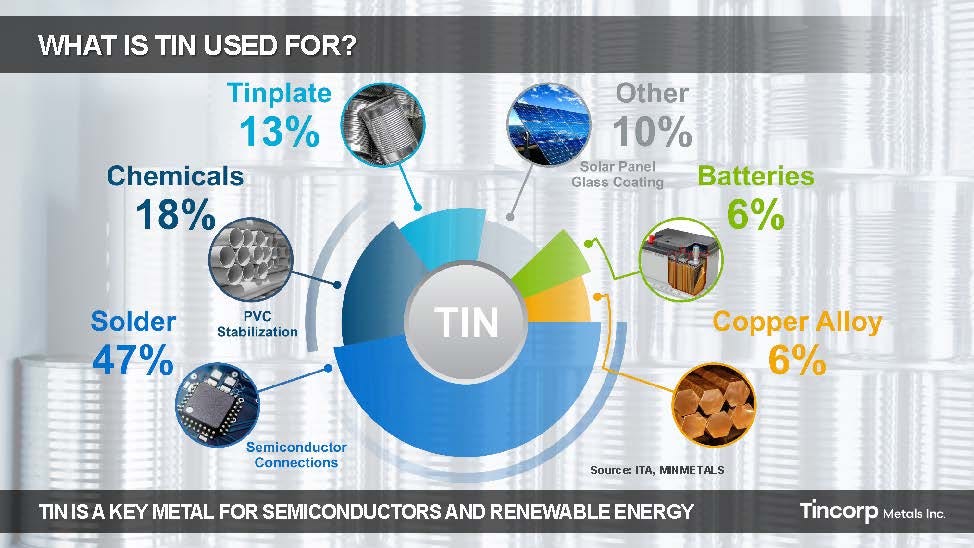 WHAT IS TIN USED FOR?
Tinplate
13%
Other
10%
Solar Panel
Glass Coating
Chemicals
18%
PVC
Stabilization
Batteries
6%
Solder
47%
Semiconductor
Connections
TIN
Copper Alloy
6%
Source: ITA, MINMETALS
TIN IS A KEY METAL FOR SEMICONDUCTORS AND RENEWABLE ENERGY
Tincorp Metals Inc.